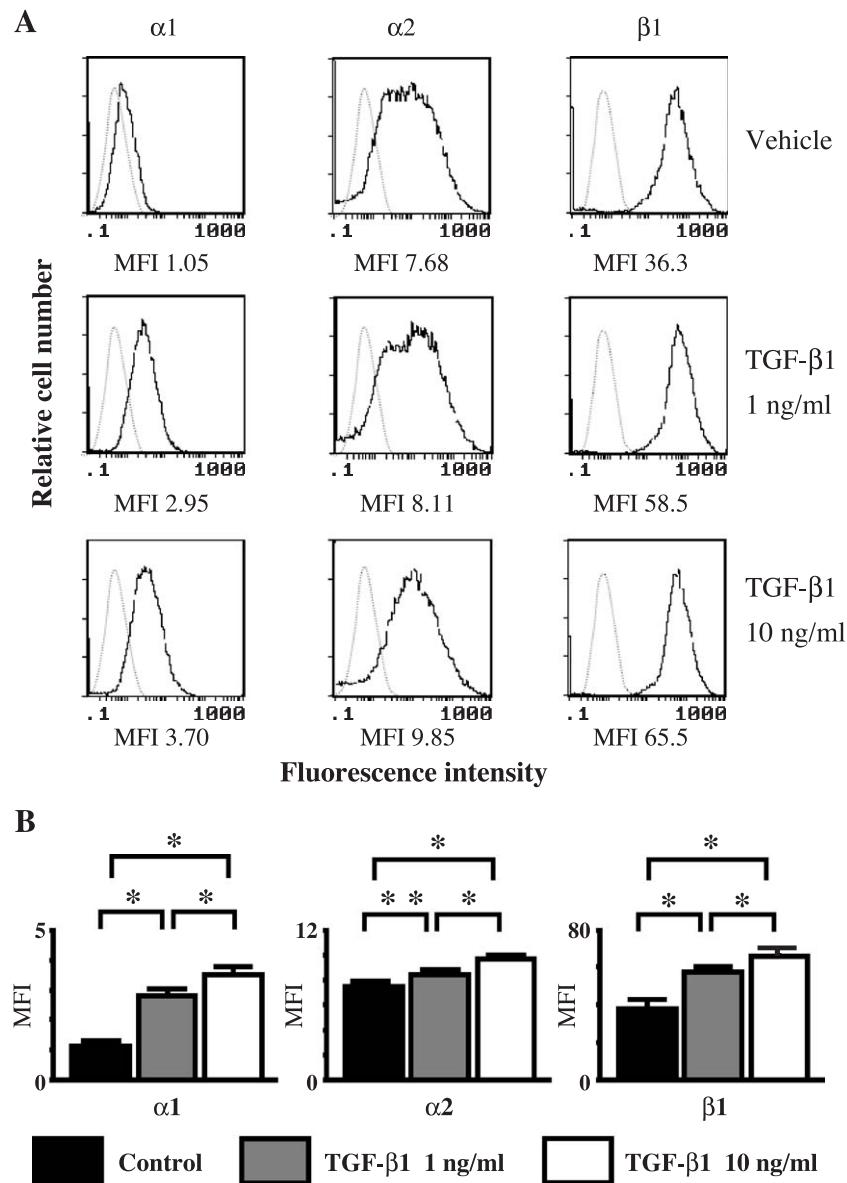 A
α1 α2 β1
Vehicle
.1 1000 .1 1000 .1 1000
MFI 1.05 MFI 7.68 MFI 36.3
Relative cell number
TGF-β1
1 ng/ml
.1 1000 .1 1000 .1 1000
MFI 2.95 MFI 8.11 MFI 58.5
TGF-β1
10 ng/ml
.1 1000 .1 1000 .1 1000
MFI 3.70 MFI 9.85 MFI 65.5
Fluorescence intensity
B
* * *
* * * * * * *
5 12 80
MFI MFI MFI
0 0 0
α1 α2 β1
Control TGF-β1 1 ng/ml TGF-β1 10 ng/ml